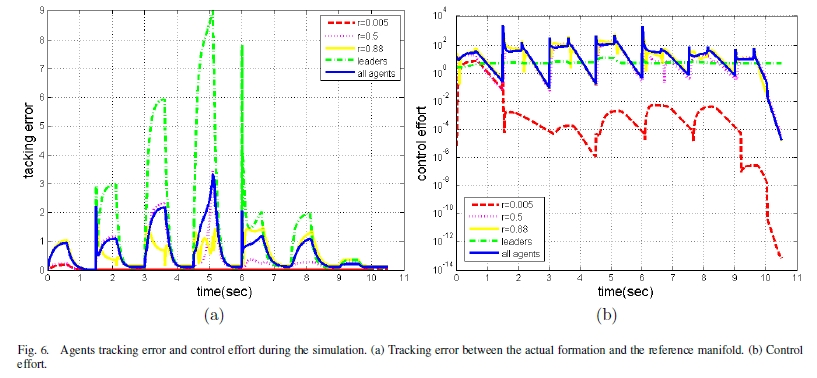 9
8
7
6
5
4
3
2
1
0
tacking error
0 1 2 3 4 5 6 7 8 9 10 11
time(sec)
r=0.005
r=0.5
r=0.88
leaders
all agents
(a)
10^4
10^2
10^0
10^-2
10^-4
10^-6
10^-8
10^-10
10^-12
10^-14
control effort
r=0.005
r=0.5
r=0.88
leaders
all agents
0 1 2 3 4 5 6 7 8 9 10 11
time(sec)
(b)
Fig. 6. Agents tracking error and control effort during the simulation. (a) Tracking error between the actual formation and the reference manifold. (b) Control
effort.